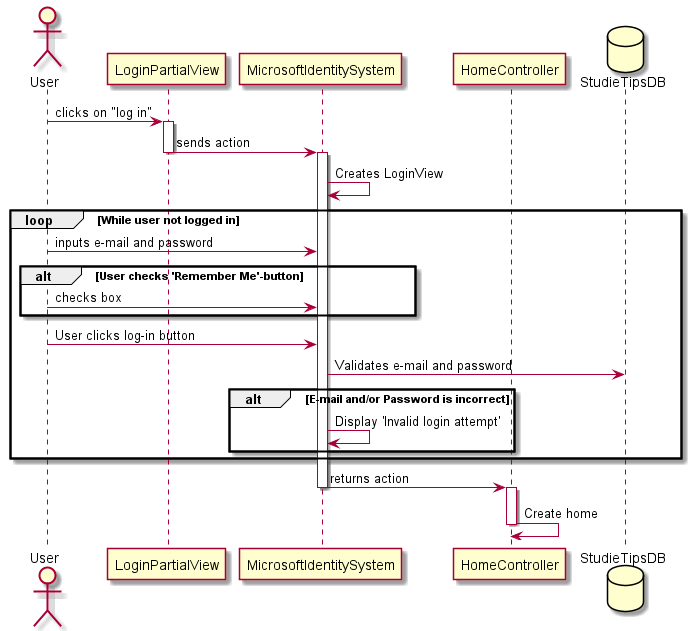 User
LoginPartialView
MicrosoftIdentitySystem
HomeController
StudieTipsDB
clicks on "log in"
sends action
Creates LoginView
loop [While user not logged in]
inputs e-mail and password
alt [User checks 'Remember Me'-button]
checks box
User clicks log-in button
Validates e-mail and password
alt [E-mail and/or Password is incorrect]
Display 'Invalid login attempt'
returns action
Create home
User
LoginPartialView
MicrosoftIdentitySystem
HomeController
StudieTipsDB